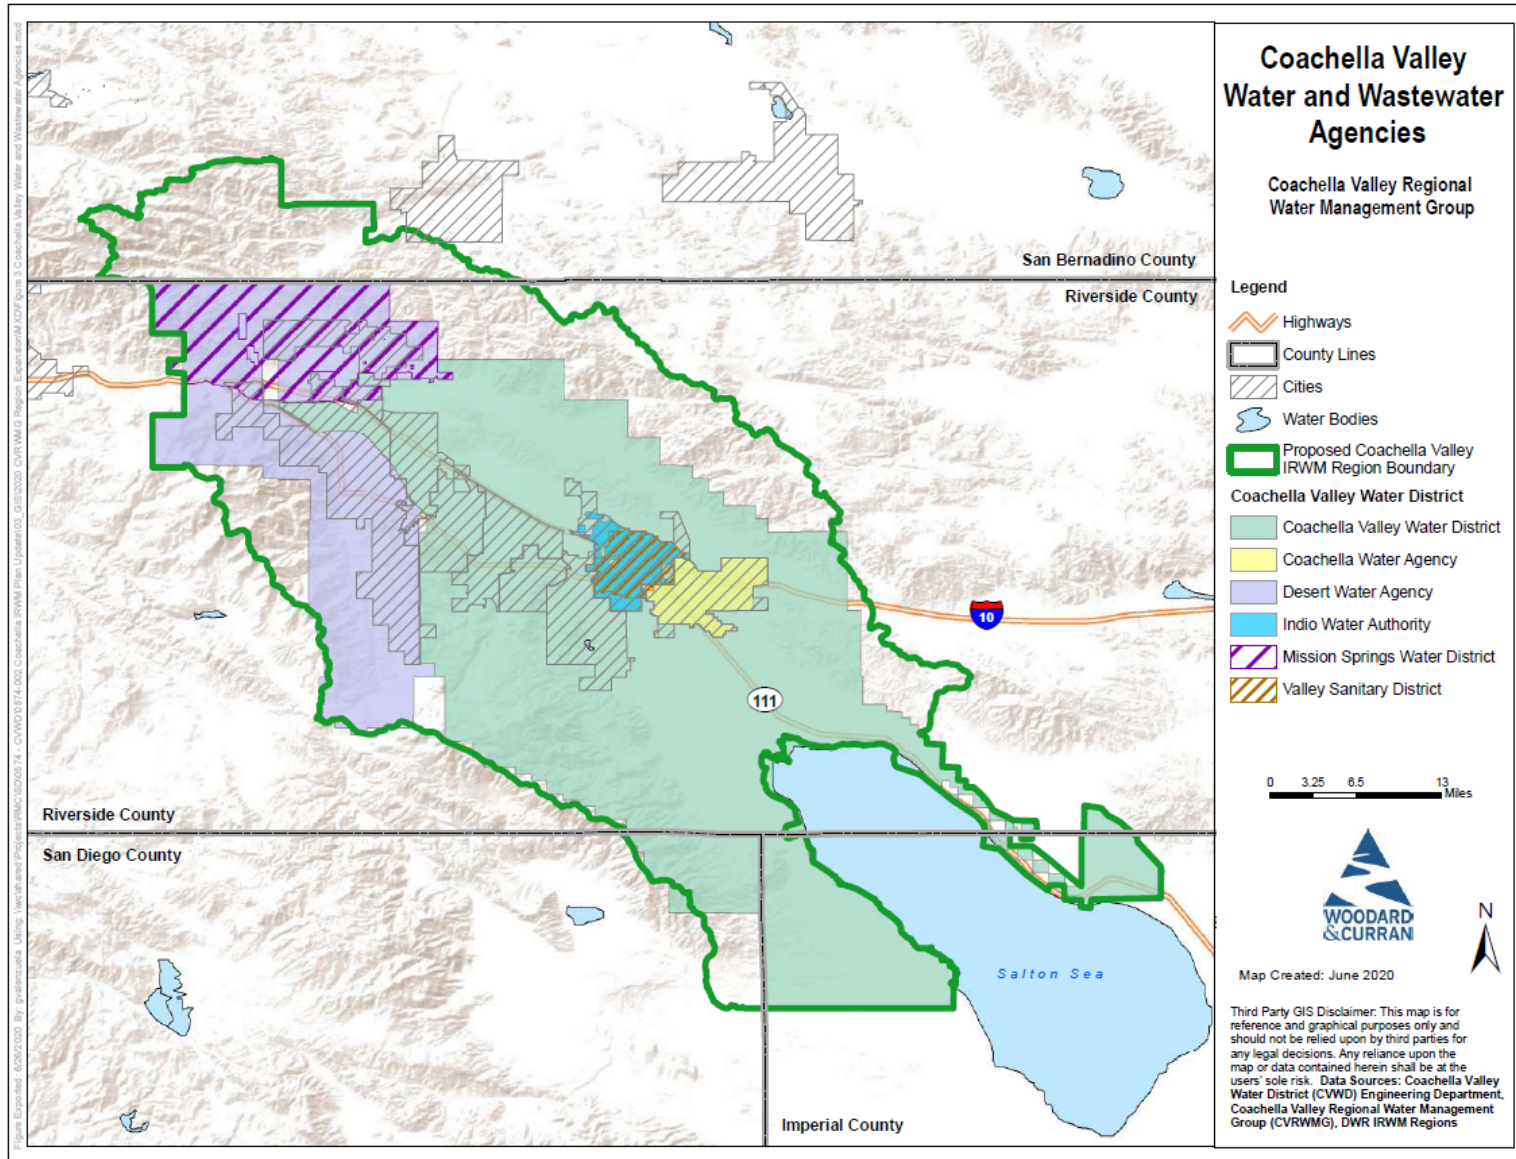 Coachella Valley
Water and Wastewater
Agencies
Coachella Valley Regional
Water Management Group
San Bernadino County
Riverside County
Riverside County
San Diego County
Imperial County
Salton Sea
10
111
Legend
Highways
County Lines
Cities
Water Bodies
Proposed Coachella Valley
IRWM Region Boundary
Coachella Valley Water District
Coachella Valley Water District
Coachella Water Agency
Desert Water Agency
Indio Water Authority
Mission Springs Water District
Valley Sanitary District
0 3.25 6.5 13
Miles
WOODARD
&CURRAN
N
Map Created: June 2020
Third Party GIS Disclaimer: This map is for
reference and graphical purposes only and
should not be relied upon by third parties for
any legal decisions. Any reliance upon the
map or data contained herein shall be at the
users' sole risk. Data Sources: Coachella Valley
Water District (CVWD) Engineering Department,
Coachella Valley Regional Water Management
Group (CVRWMG), DWR IRWM Regions